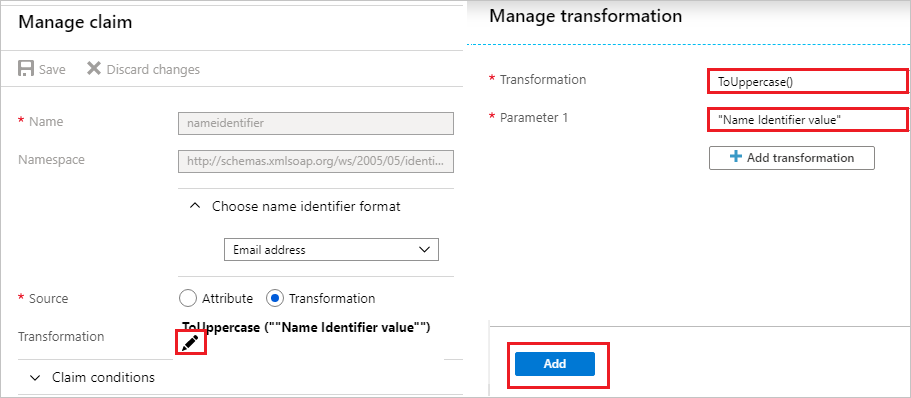 Manage claim
Save Discard changes
* Name nameidentifier
Namespace http://schemas.xmlsoap.org/ws/2005/05/identi...
Choose name identifier format
Email address
* Source Attribute Transformation
ToUppercase (""Name Identifier value"")
Transformation
Claim conditions
Manage transformation
* Transformation ToUppercase()
* Parameter 1 "Name Identifier value"
+ Add transformation
Add